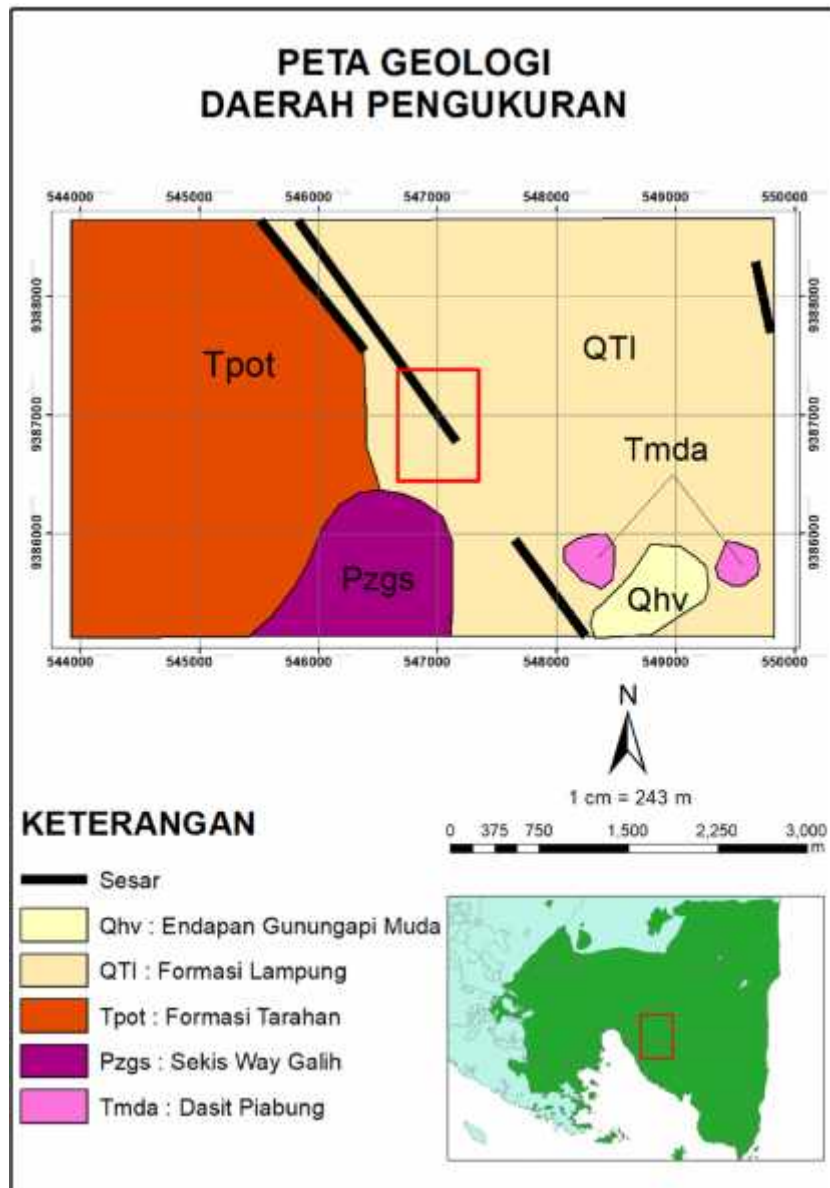 PETA GEOLOGI
DAERAH PENGUKURAN
544000 545000 546000 547000 548000 549000 550000
9388000 9388000
9387000 9387000
9386000 9386000
Tpot
QTl
Tmda
Pzgs
Qhv
544000 545000 546000 547000 548000 549000 550000
N
1 cm = 243 m
0 375 750 1,500 2,250 3,000
m
KETERANGAN
Sesar
Qhv : Endapan Gunungapi Muda
QTl : Formasi Lampung
Tpot : Formasi Tarahan
Pzgs : Sekis Way Galih
Tmda : Dasit Piabung